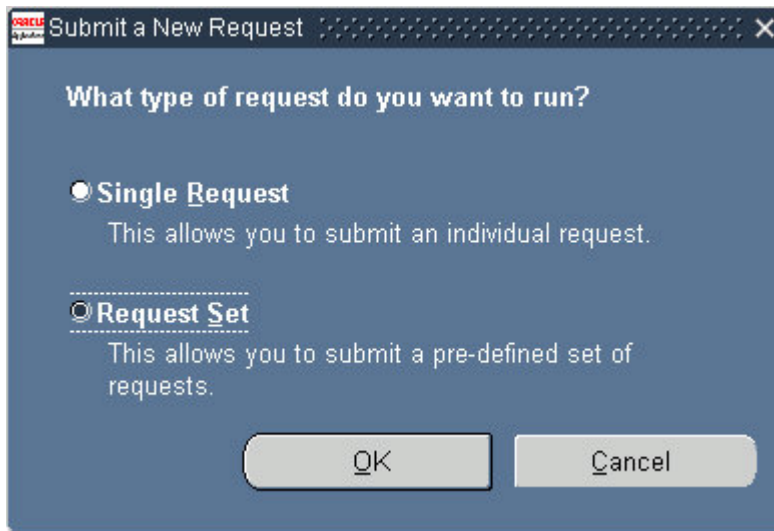 ORACLE
Submit a New Request
What type of request do you want to run?
Single Request
This allows you to submit an individual request.
Request Set
This allows you to submit a pre-defined set of
requests.
OK
Cancel